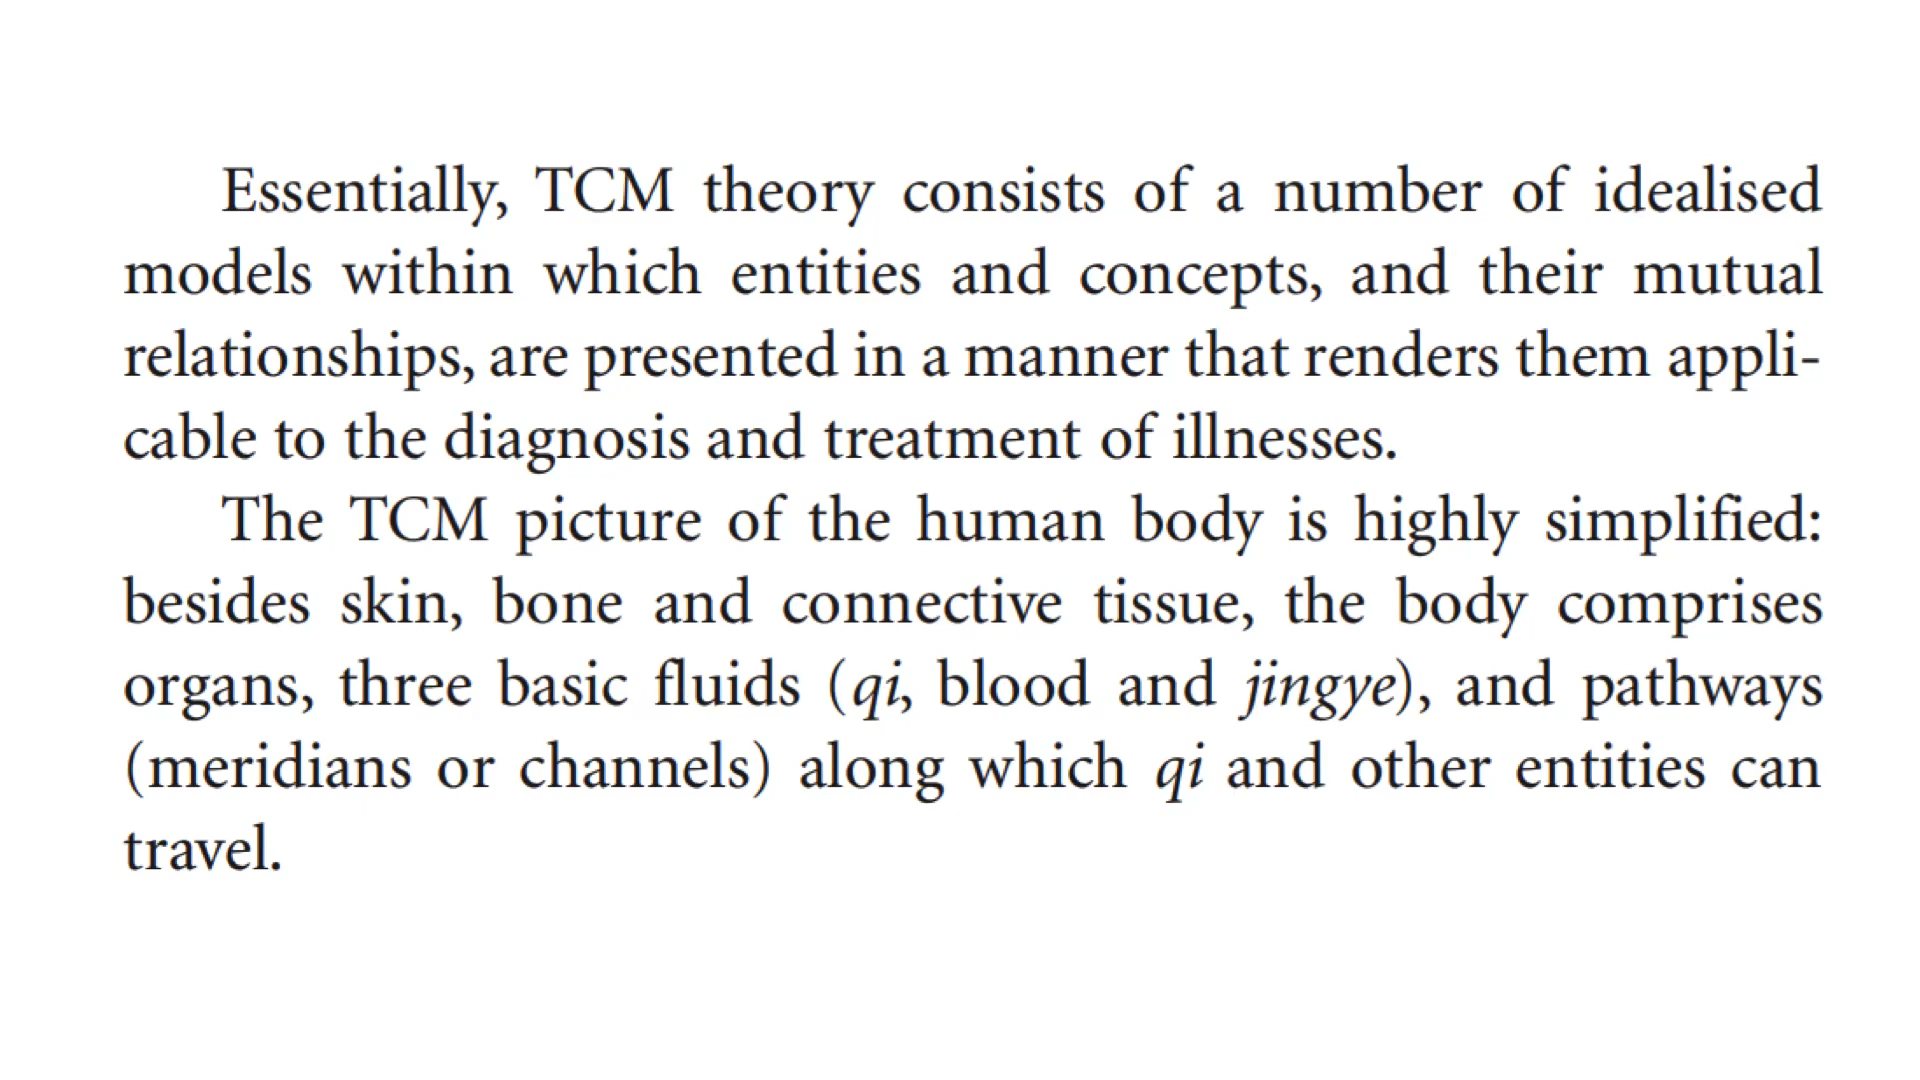 Essentially, TCM theory consists of a number of idealised
models within which entities and concepts, and their mutual
relationships, are presented in a manner that renders them appli-
cable to the diagnosis and treatment of illnesses.
The TCM picture of the human body is highly simplified:
besides skin, bone and connective tissue, the body comprises
organs, three basic fluids (qi, blood and jingye), and pathways
(meridians or channels) along which qi and other entities can
travel.